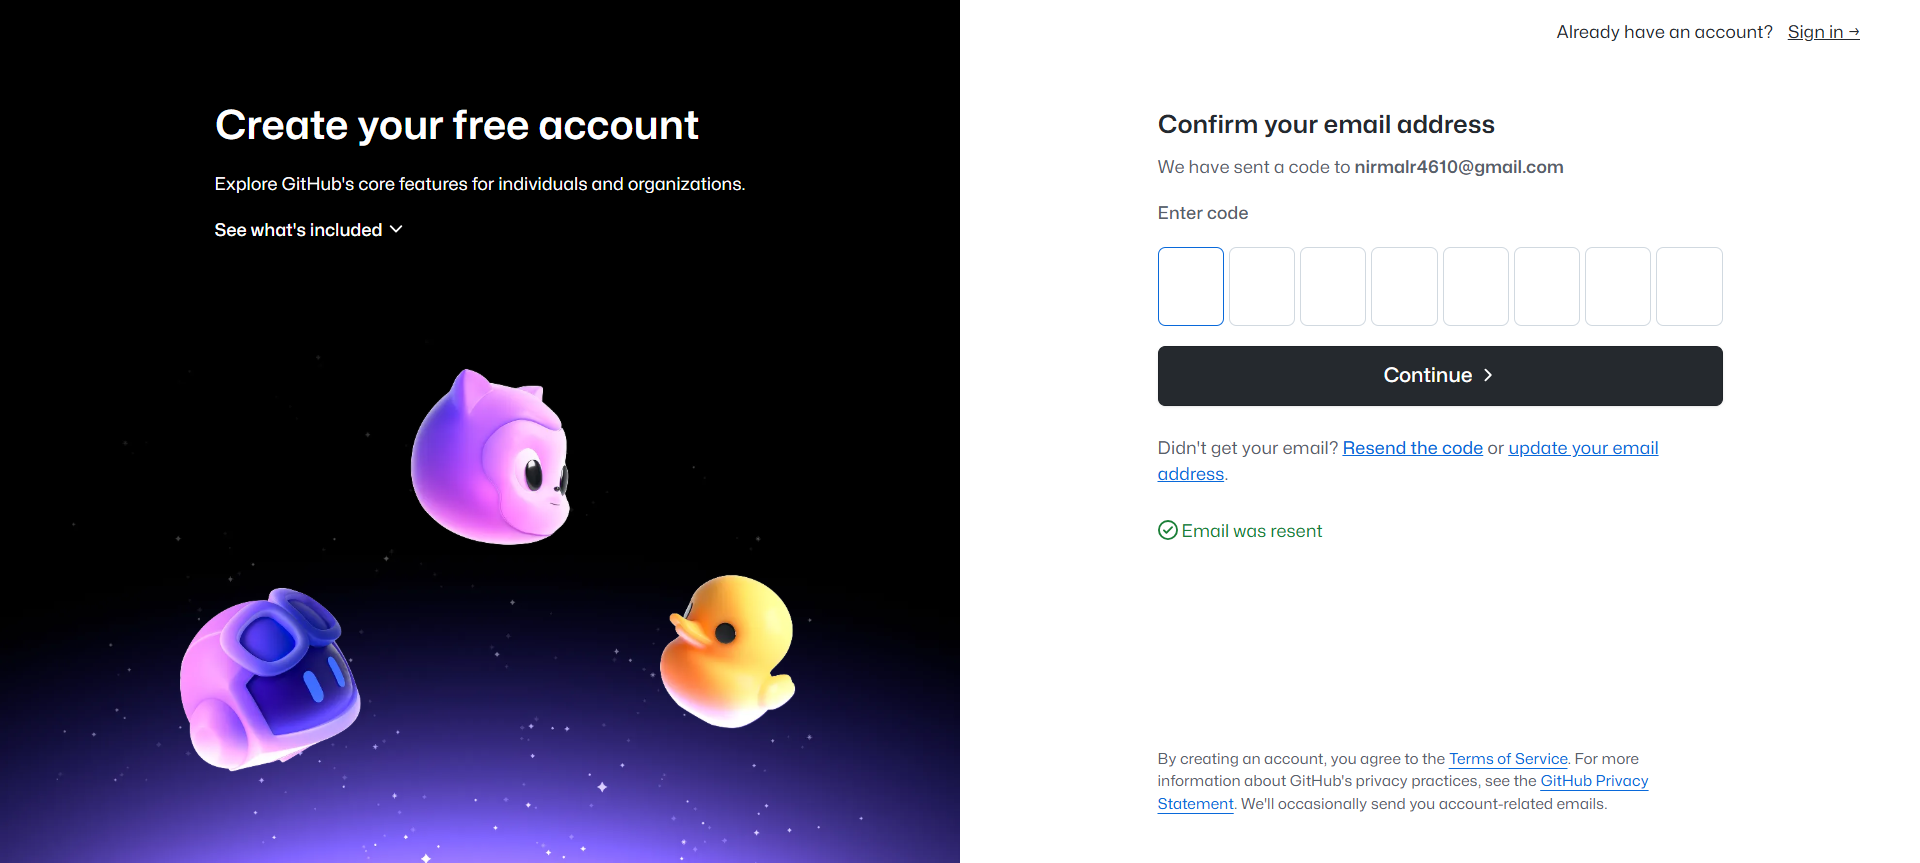 Already have an account? Sign in →
Create your free account
Explore GitHub's core features for individuals and organizations.
See what's included
Confirm your email address
We have sent a code to nirmalr4610@gmail.com
Enter code
Continue
Didn't get your email? Resend the code or update your email
address.
Email was resent
By creating an account, you agree to the Terms of Service. For more
information about GitHub's privacy practices, see the GitHub Privacy
Statement. We'll occasionally send you account-related emails.